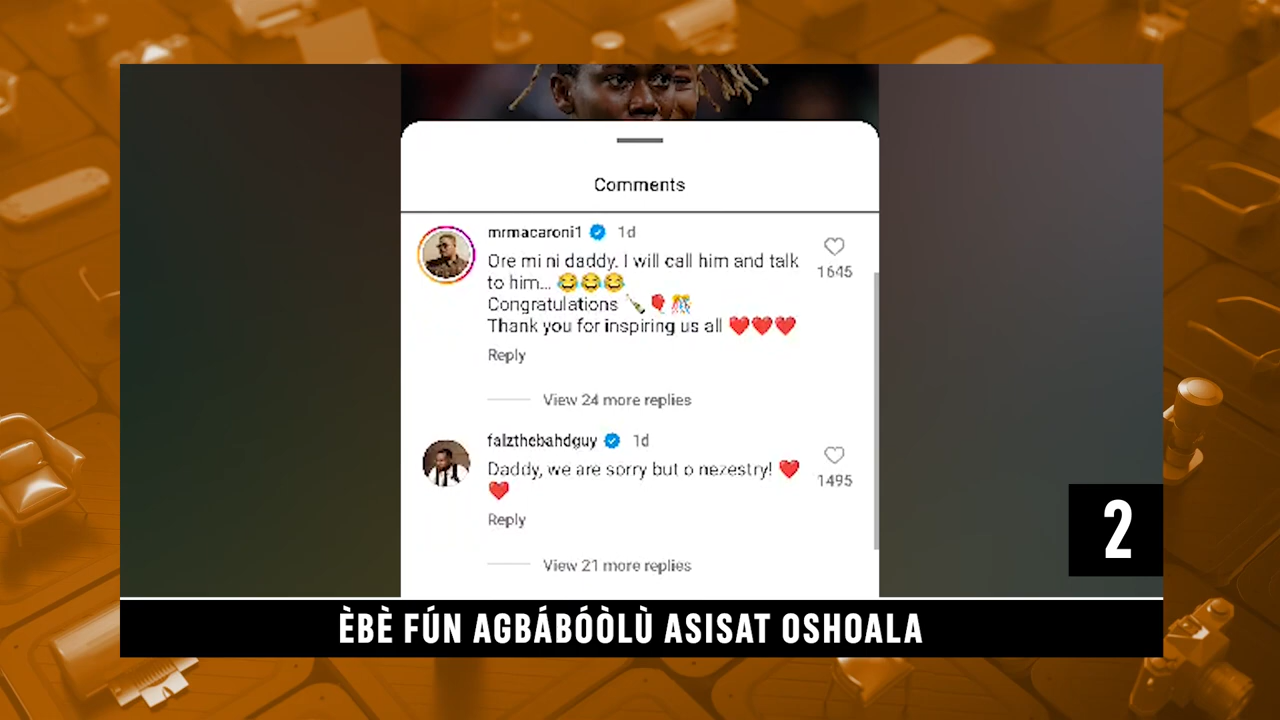 Comments
mrmacaroni1 1d
Ore mi ni daddy. I will call him and talk
to him... 😂😂😂
1645
Congratulations 🍾🎈🎊
Thank you for inspiring us all ❤️❤️❤️
Reply
View 24 more replies
falzthebahdguy 1d
Daddy, we are sorry but o nezestry! ❤️
❤️
1495
Reply
View 21 more replies
2
ÈBÈ FÚN AGBÁBÓÒLÙ ASISAT OSHOALA